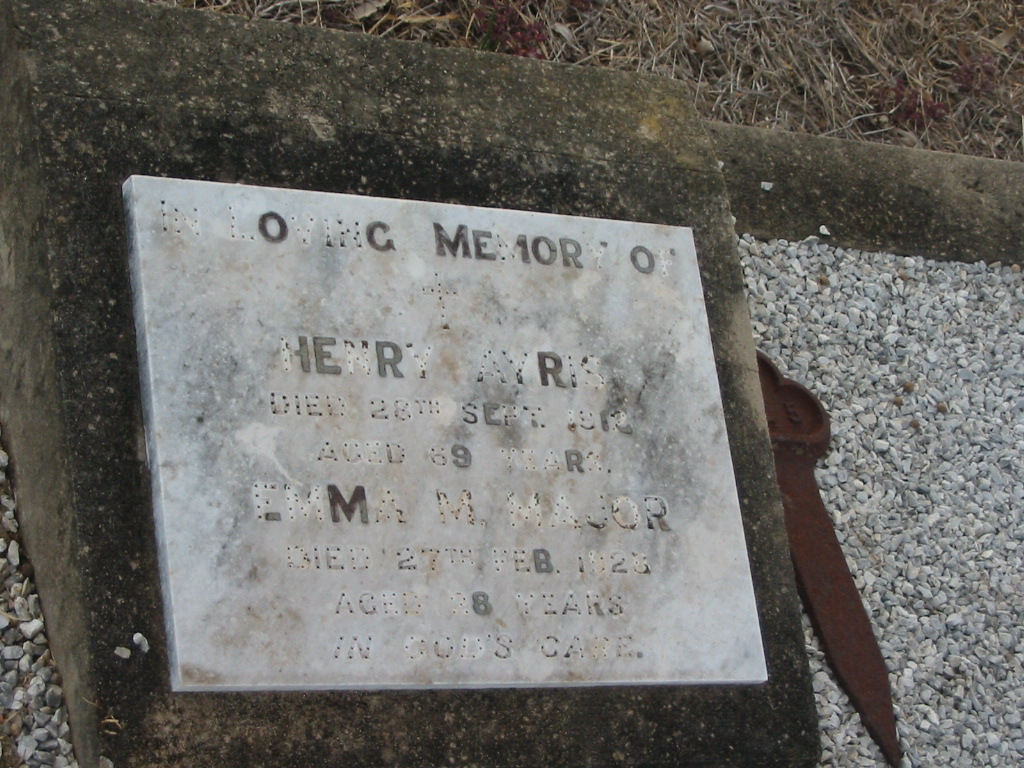 IN LOVING MEMORY OF
HENRY AYRIS
DIED 28TH SEPT. 1912
AGED 69 YEARS.
EMMA M. MAJOR
DIED 27TH FEB.
AGED YEARS
IN GOD'S CARE.